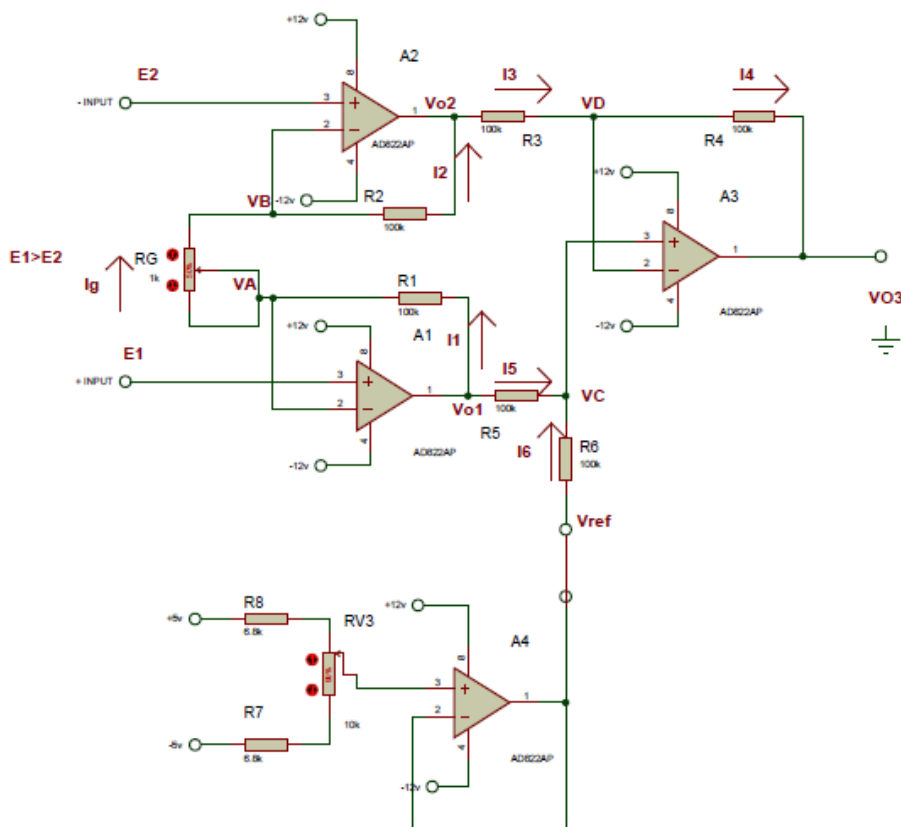 +12v
A2
E2
I3
I4
- INPUT
8
3
1
2
4
Vo2
VD
100k
R3
100k
R4
AD822AP
+12v
A3
I2
-12v
VB
R2
100k
8
3
1
2
4
E1>E2
RG
1k
50%
Ig
VA
R1
100k
AD822AP
VO3
-12v
+12v
A1
I1
E1
8
I5
+ INPUT
3
1
2
4
Vo1
100k
VC
R5
AD822AP
I6
R6
100k
-12v
Vref
R8
+5v
6.8k
RV3
+12v
A4
8
3
1
2
4
R7
10k
-5v
6.8k
AD822AP
-12v